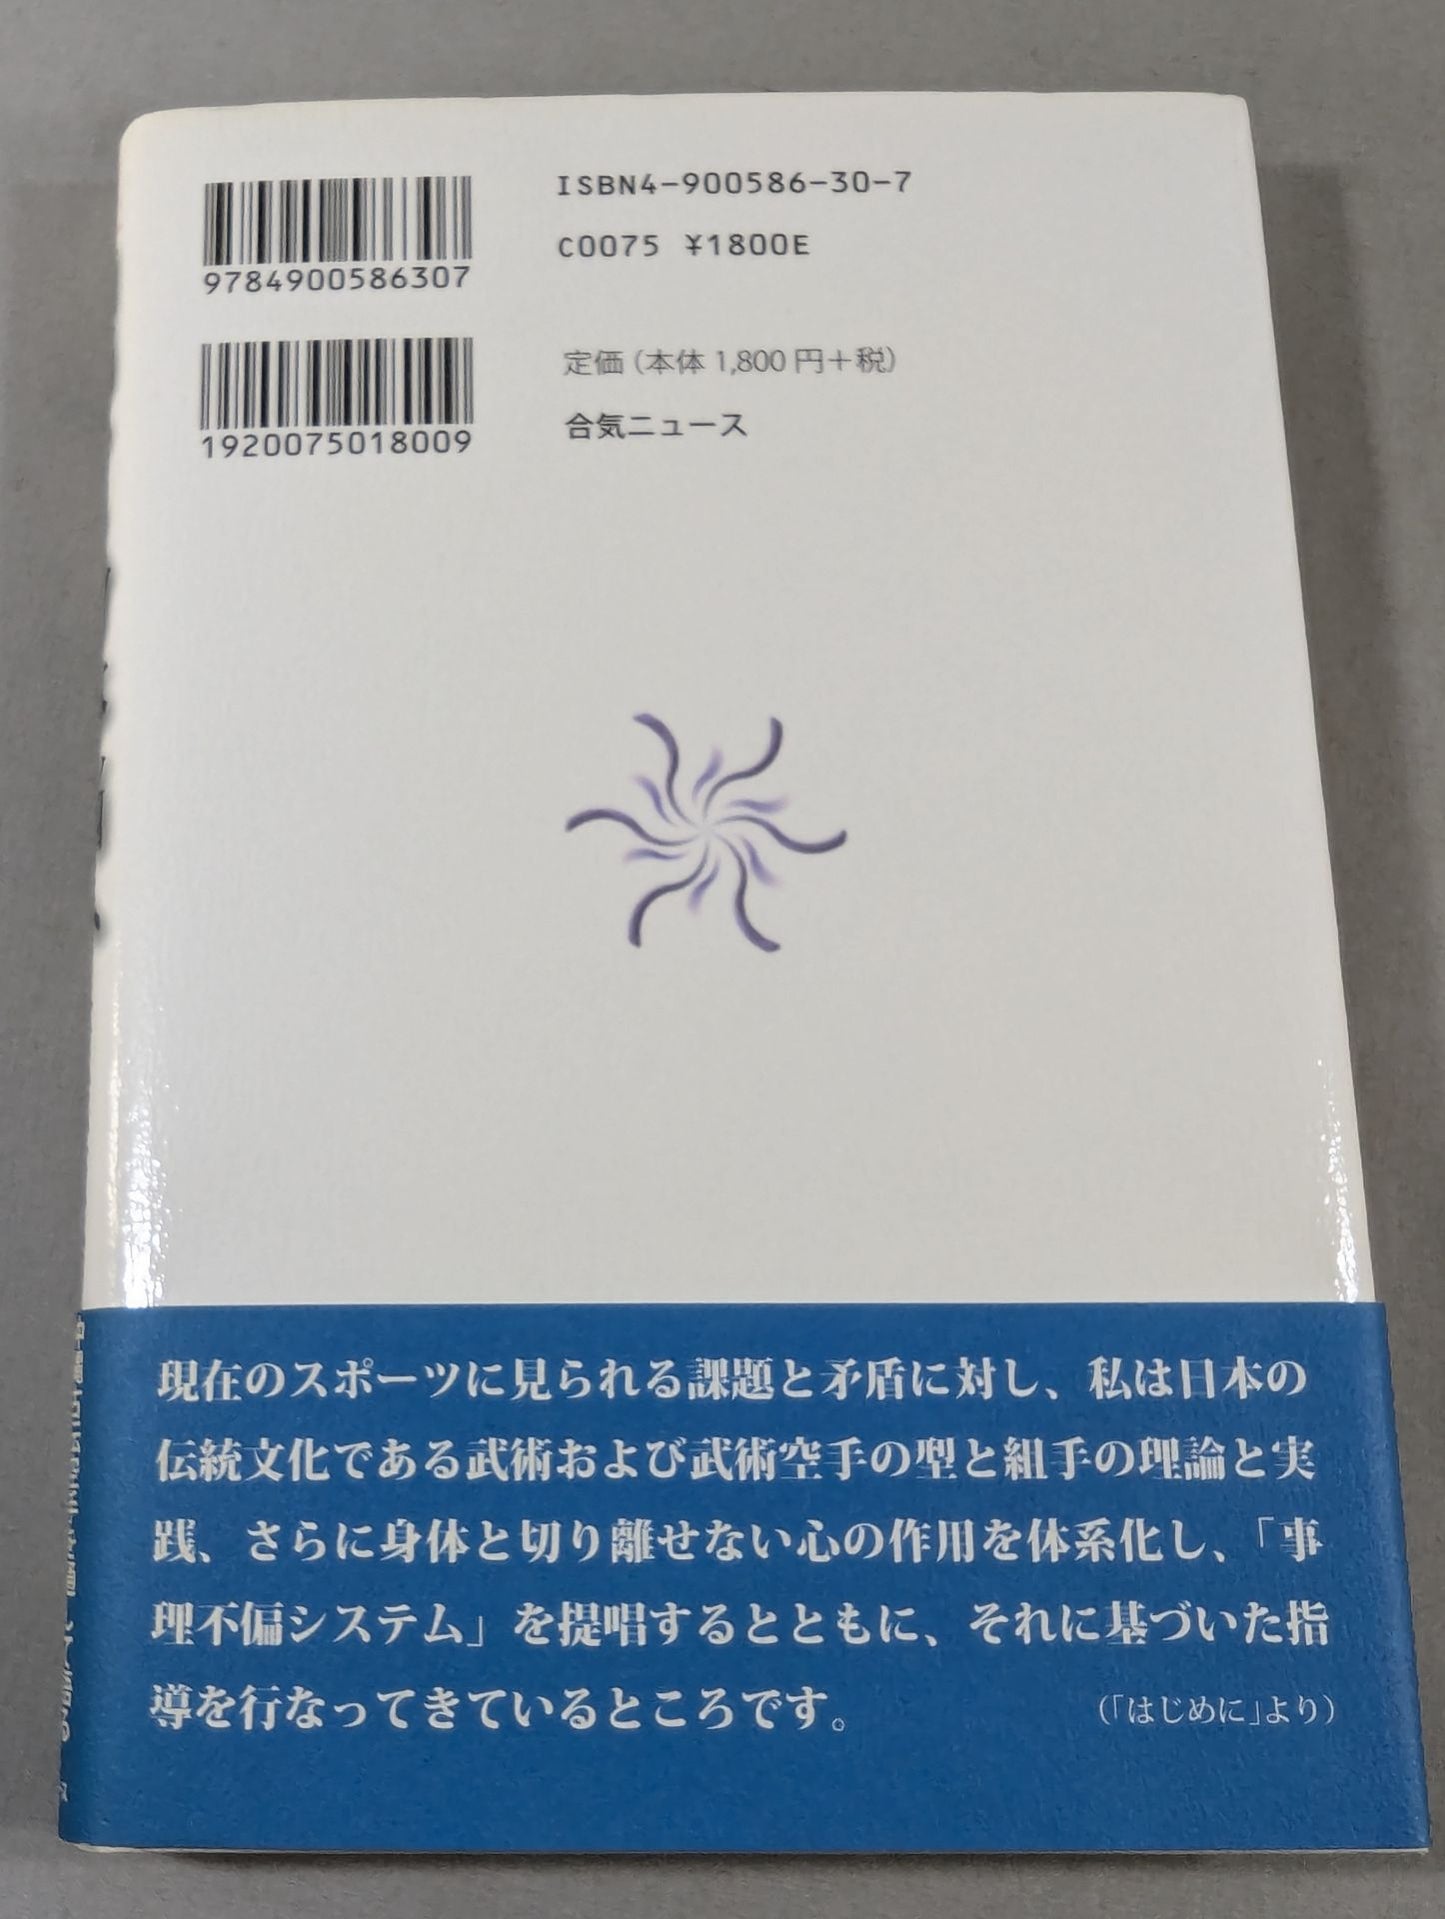 ISBN4-900586-30-7
9784900586307
C0075 ¥1800E
定価（本体 1,800 円＋税）
1920075018009
合気ニュース
現在のスポーツに見られる課題と矛盾に対し、私は日本の
伝統文化である武術および武術空手の型と組手の理論と実
践、さらに身体と切り離せない心の作用を体系化し、「事
理不偏システム」を提唱するとともに、それに基づいた指
導を行なってきているところです。
（「はじめに」より）